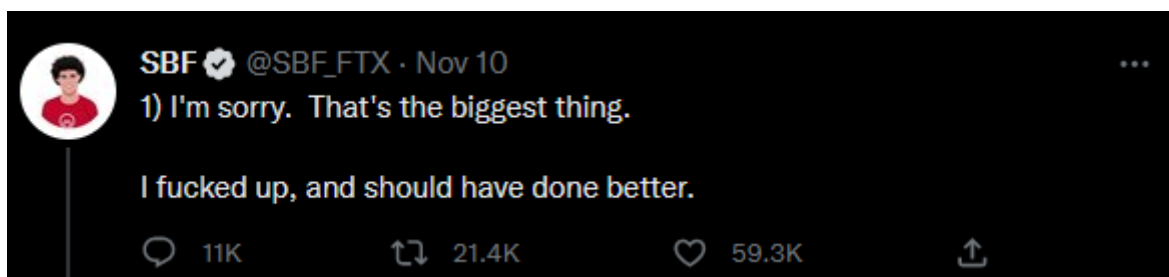 SBF @SBF_FTX · Nov 10
1) I'm sorry.  That's the biggest thing.
I fucked up, and should have done better.
11K 21.4K 59.3K